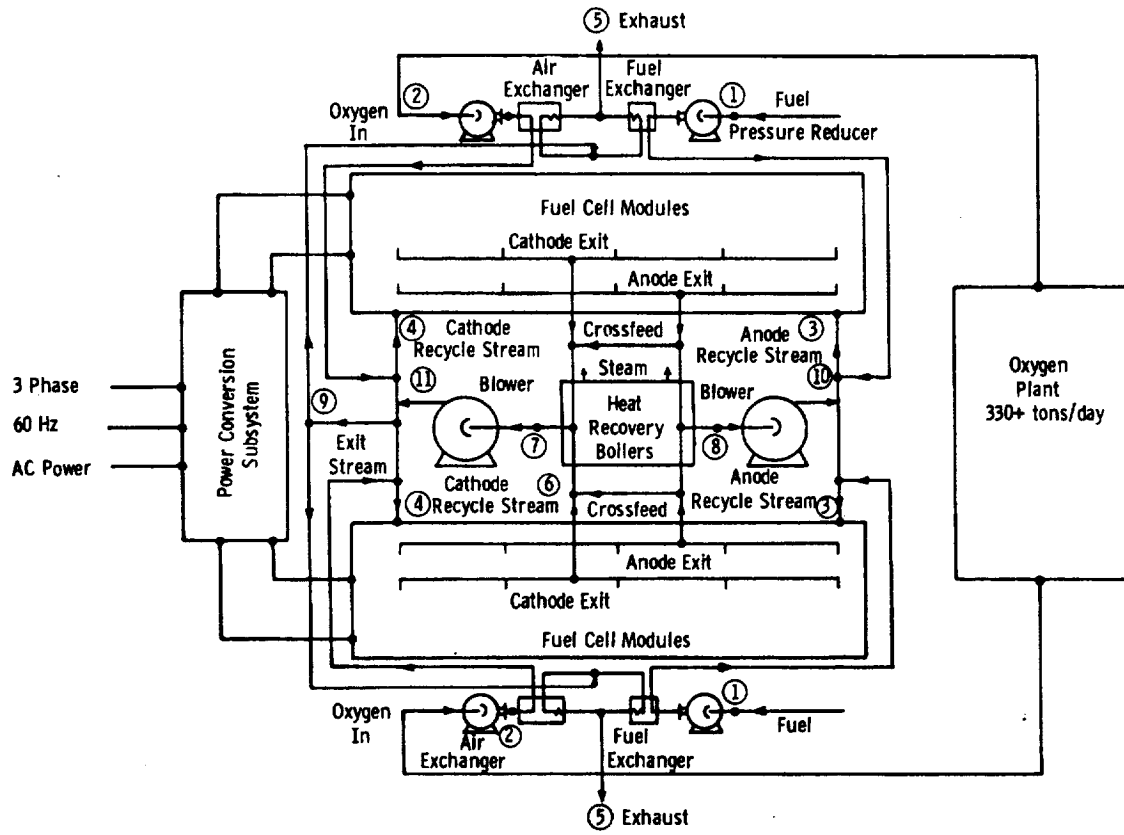 ⑤ Exhaust
Air
Exchanger
Fuel
Exchanger
②
①
Oxygen
In
Fuel
Pressure Reducer
Fuel Cell Modules
Cathode Exit
Anode Exit
④
Cathode
Recycle Stream
Crossfeed
③
Anode
Recycle Stream
Steam
⑪
Blower
Blower
⑩
Heat
Recovery
Boilers
Oxygen
Plant
330+ tons/day
3 Phase
60 Hz
AC Power
Power Conversion
Subsystem
⑨
Exit
Stream
⑦
⑧
Cathode
Recycle Stream
⑥
④
Crossfeed
Anode
Recycle Stream
③
Anode Exit
Cathode Exit
Fuel Cell Modules
Oxygen
In
Air
Exchanger
②
Fuel
Exchanger
①
Fuel
⑤ Exhaust